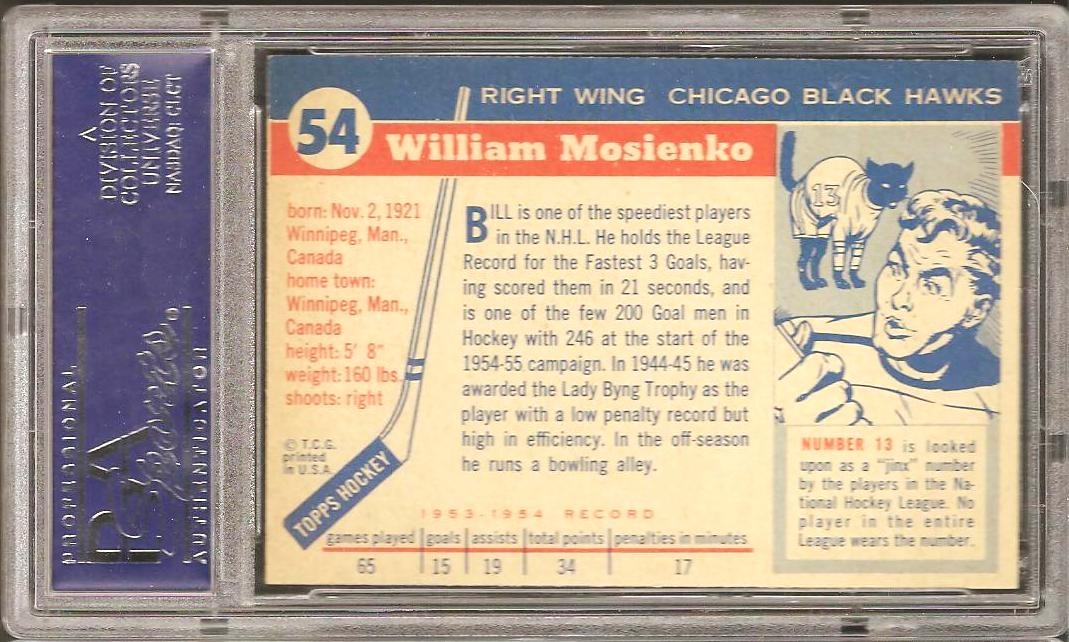 A
DIVISION OF
COLLECTORS
UNIVERSE
NASDAQ: CLCT
PSA
PROFESSIONAL
AUTHENTICATOR
54
RIGHT WING CHICAGO BLACK HAWKS
William Mosienko
born: Nov. 2, 1921
Winnipeg, Man.,
Canada
home town:
Winnipeg, Man.,
Canada
height: 5' 8"
weight: 160 lbs.
shoots: right
© T.C.G.
printed
in U.S.A.
TOPPS HOCKEY
BILL is one of the speediest players
in the N.H.L. He holds the League
Record for the Fastest 3 Goals, hav-
ing scored them in 21 seconds, and
is one of the few 200 Goal men in
Hockey with 246 at the start of the
1954-55 campaign. In 1944-45 he was
awarded the Lady Byng Trophy as the
player with a low penalty record but
high in efficiency. In the off-season
he runs a bowling alley.
13
NUMBER 13 is looked
upon as a "jinx" number
by the players in the Na-
tional Hockey League. No
player in the entire
League wears the number.
1953-1954 RECORD
games played goals assists total points penalties in minutes
65 15 19 34 17